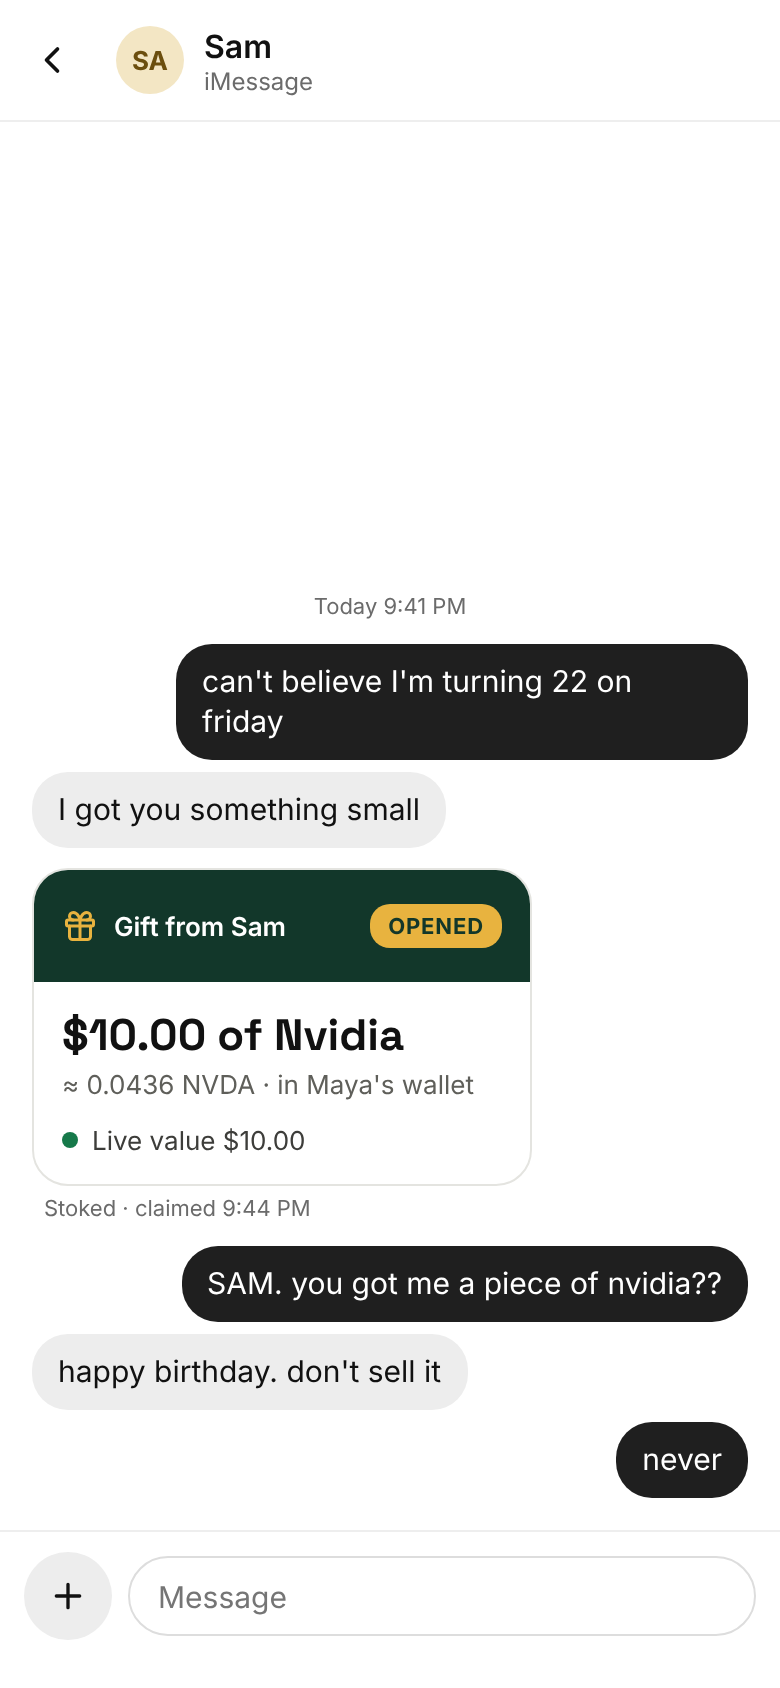 SA
Sam
iMessage
Today 9:41 PM
can't believe I'm turning 22 on
friday
I got you something small
Gift from Sam
OPENED
$10.00 of Nvidia
≈ 0.0436 NVDA · in Maya's wallet
Live value $10.00
Stoked · claimed 9:44 PM
SAM. you got me a piece of nvidia??
happy birthday. don't sell it
never
Message